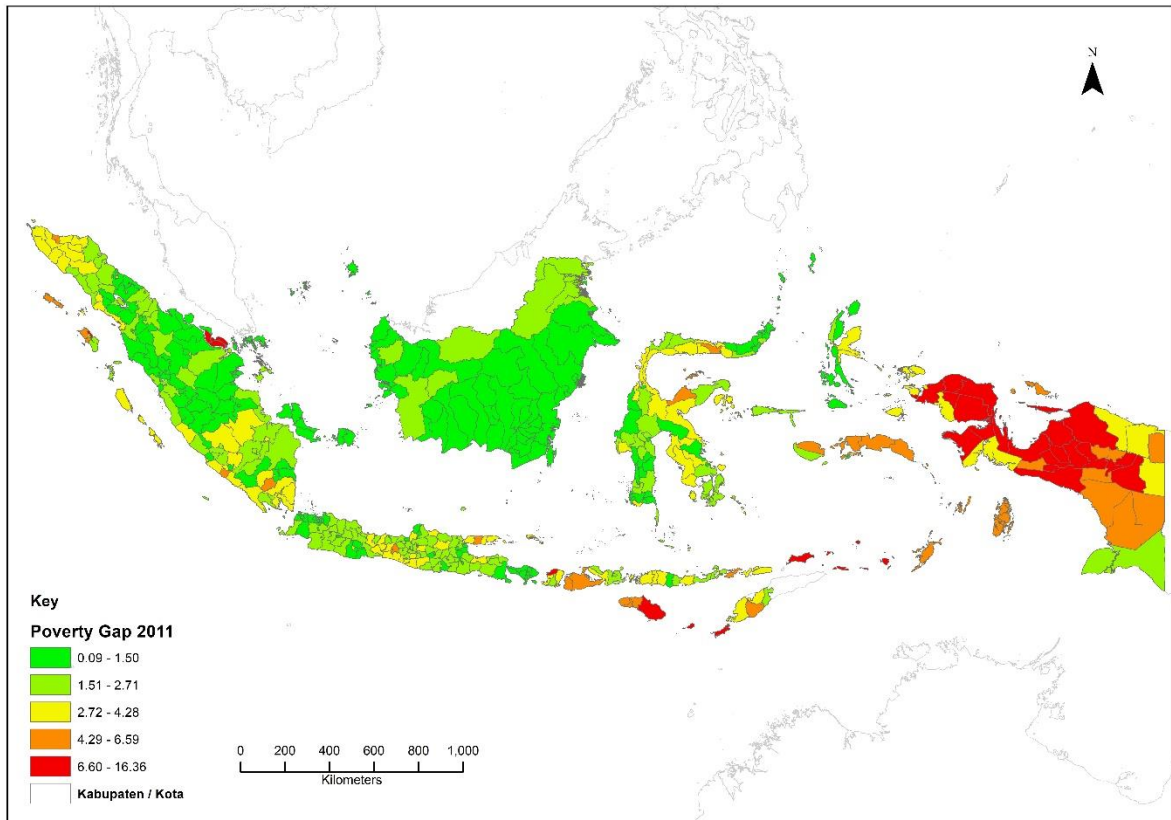 N
Key
Poverty Gap 2011
0.09 - 1.50
1.51 - 2.71
2.72 - 4.28
4.29 - 6.59
6.60 - 16.36
Kabupaten / Kota
0 200 400 600 800 1,000
Kilometers